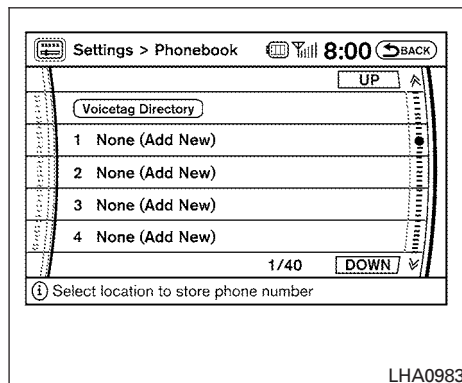 Settings > Phonebook 8:00 BACK
UP
Voicetag Directory
1 None (Add New)
2 None (Add New)
3 None (Add New)
4 None (Add New)
1/40 DOWN
i Select location to store phone number
LHA0983